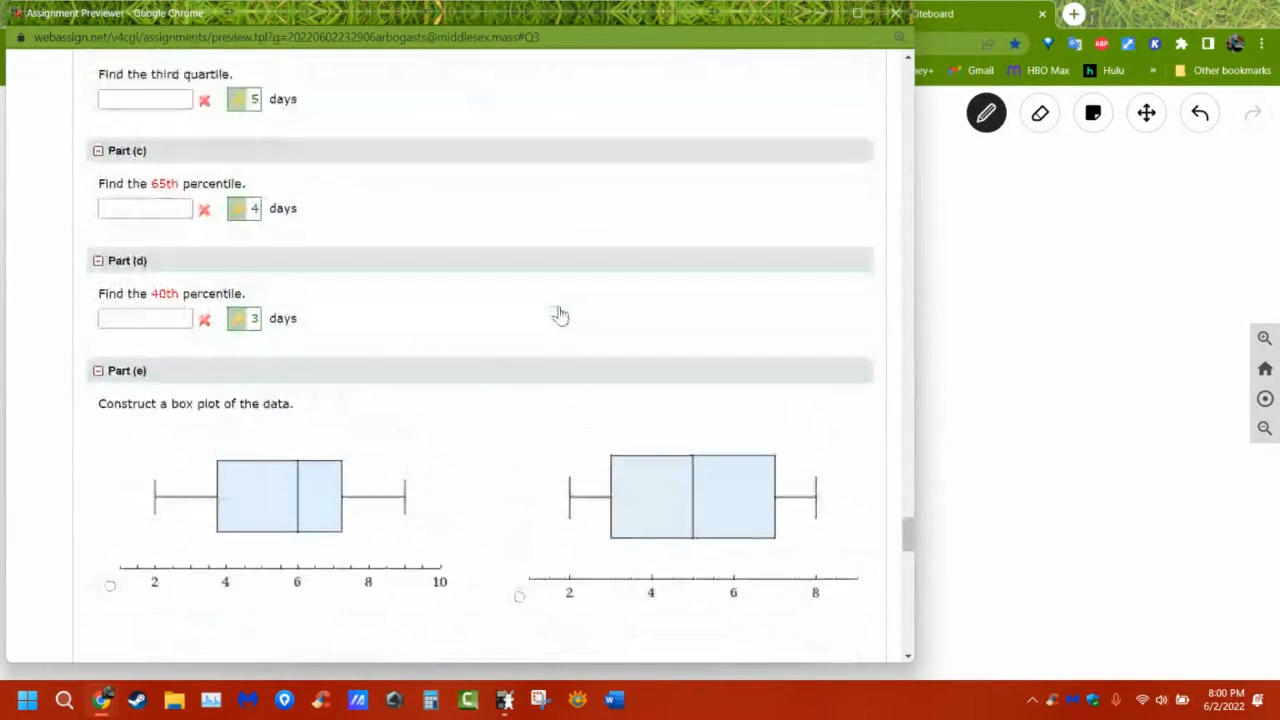 Assignment Previewer - Google Chrome
iteboard
webassign.net/v4cgi/assignments/preview.tpl?g=20220602232906arbogasts@middlesex.mass#Q3
ABP
K
ney+ Gmail HBO Max h Hulu » Other bookmarks
Find the third quartile.
5 days
Part (c)
Find the 65th percentile.
4 days
Part (d)
Find the 40th percentile.
3 days
Part (e)
Construct a box plot of the data.
2 4 6 8 10
2 4 6 8
8:00 PM
6/2/2022